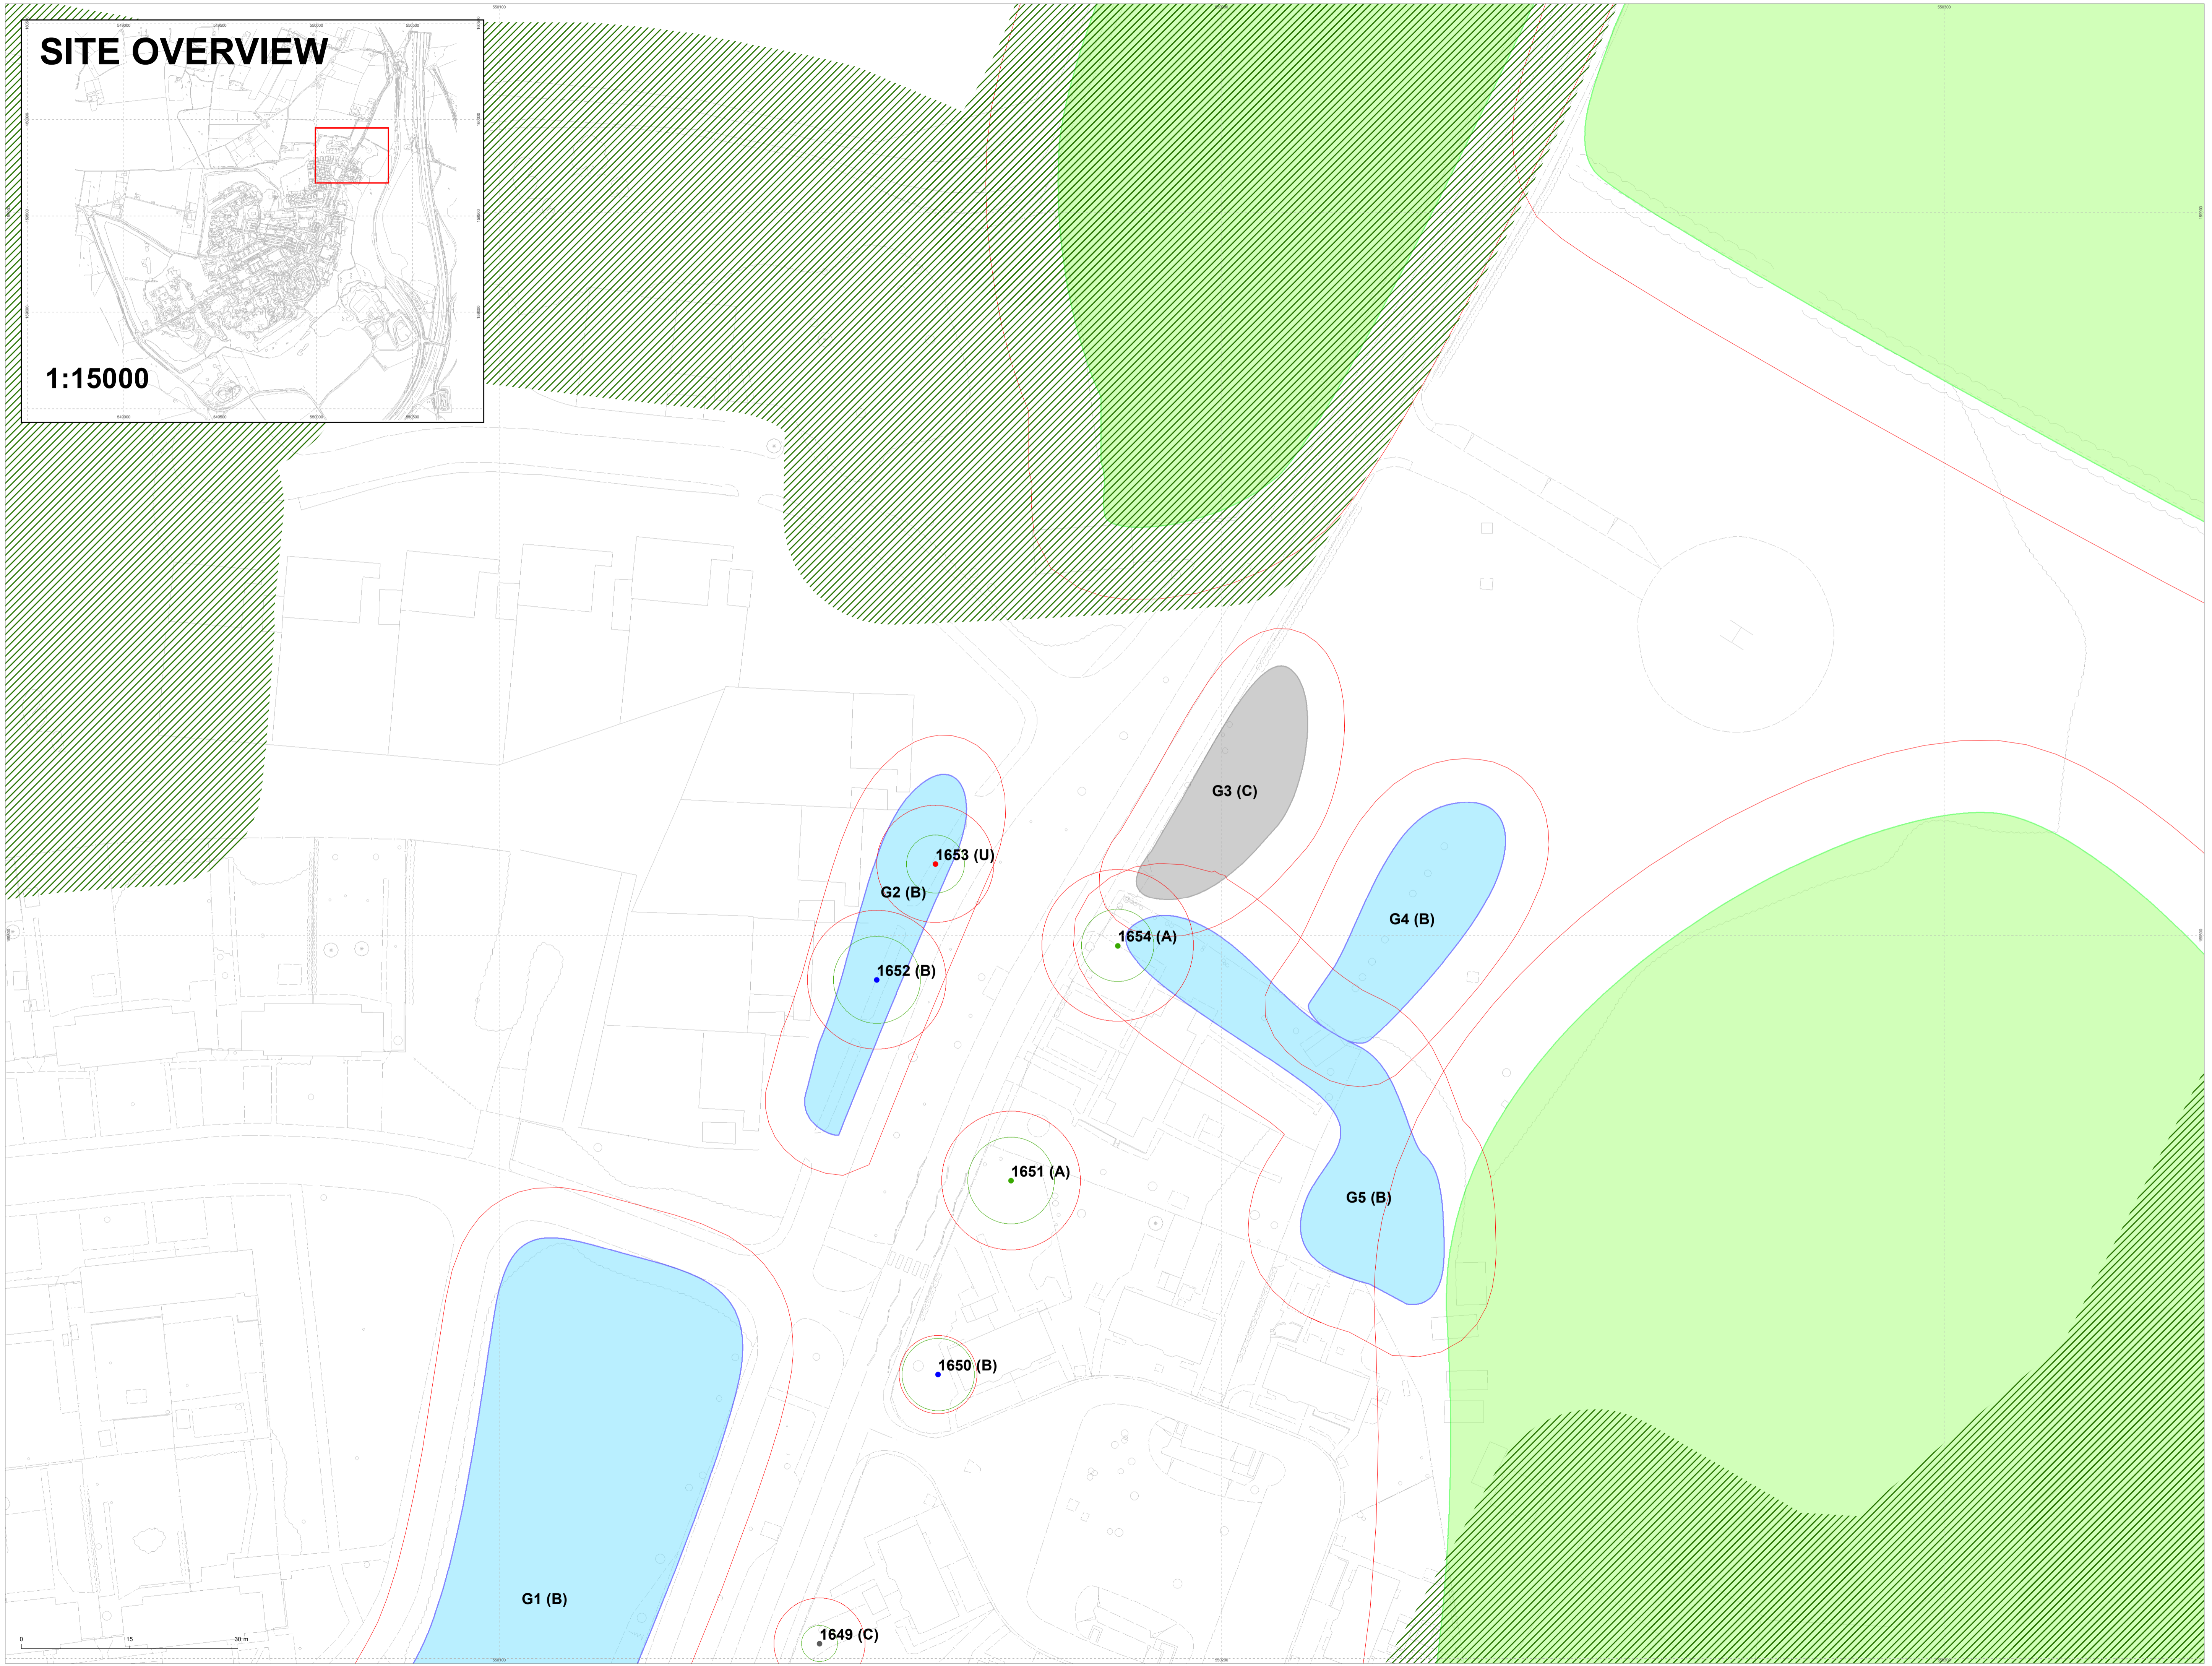 SITE OVERVIEW
1:15000
G3 (C)
1653 (U)
G2 (B)
G4 (B)
1654 (A)
1652 (B)
1651 (A)
G5 (B)
1650 (B)
G1 (B)
1649 (C)
0 15 30 m